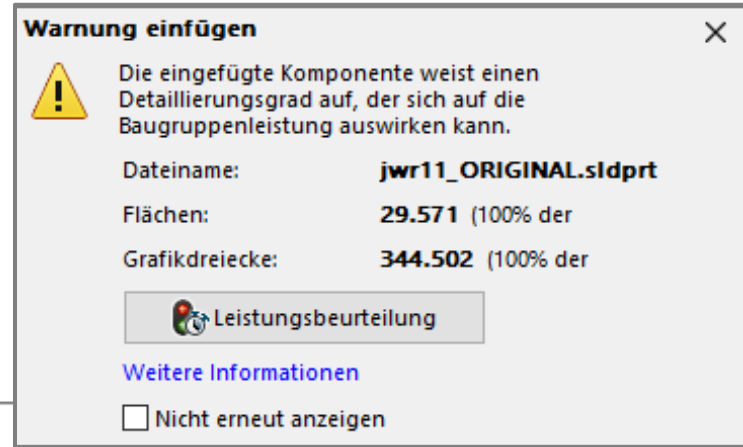 Warnung einfügen
Die eingefügte Komponente weist einen
Detaillierungsgrad auf, der sich auf die
Baugruppenleistung auswirken kann.
Dateiname: jwr11_ORIGINAL.sldprt
Flächen: 29.571 (100% der
Grafikdreiecke: 344.502 (100% der
Leistungsbeurteilung
Weitere Informationen
Nicht erneut anzeigen